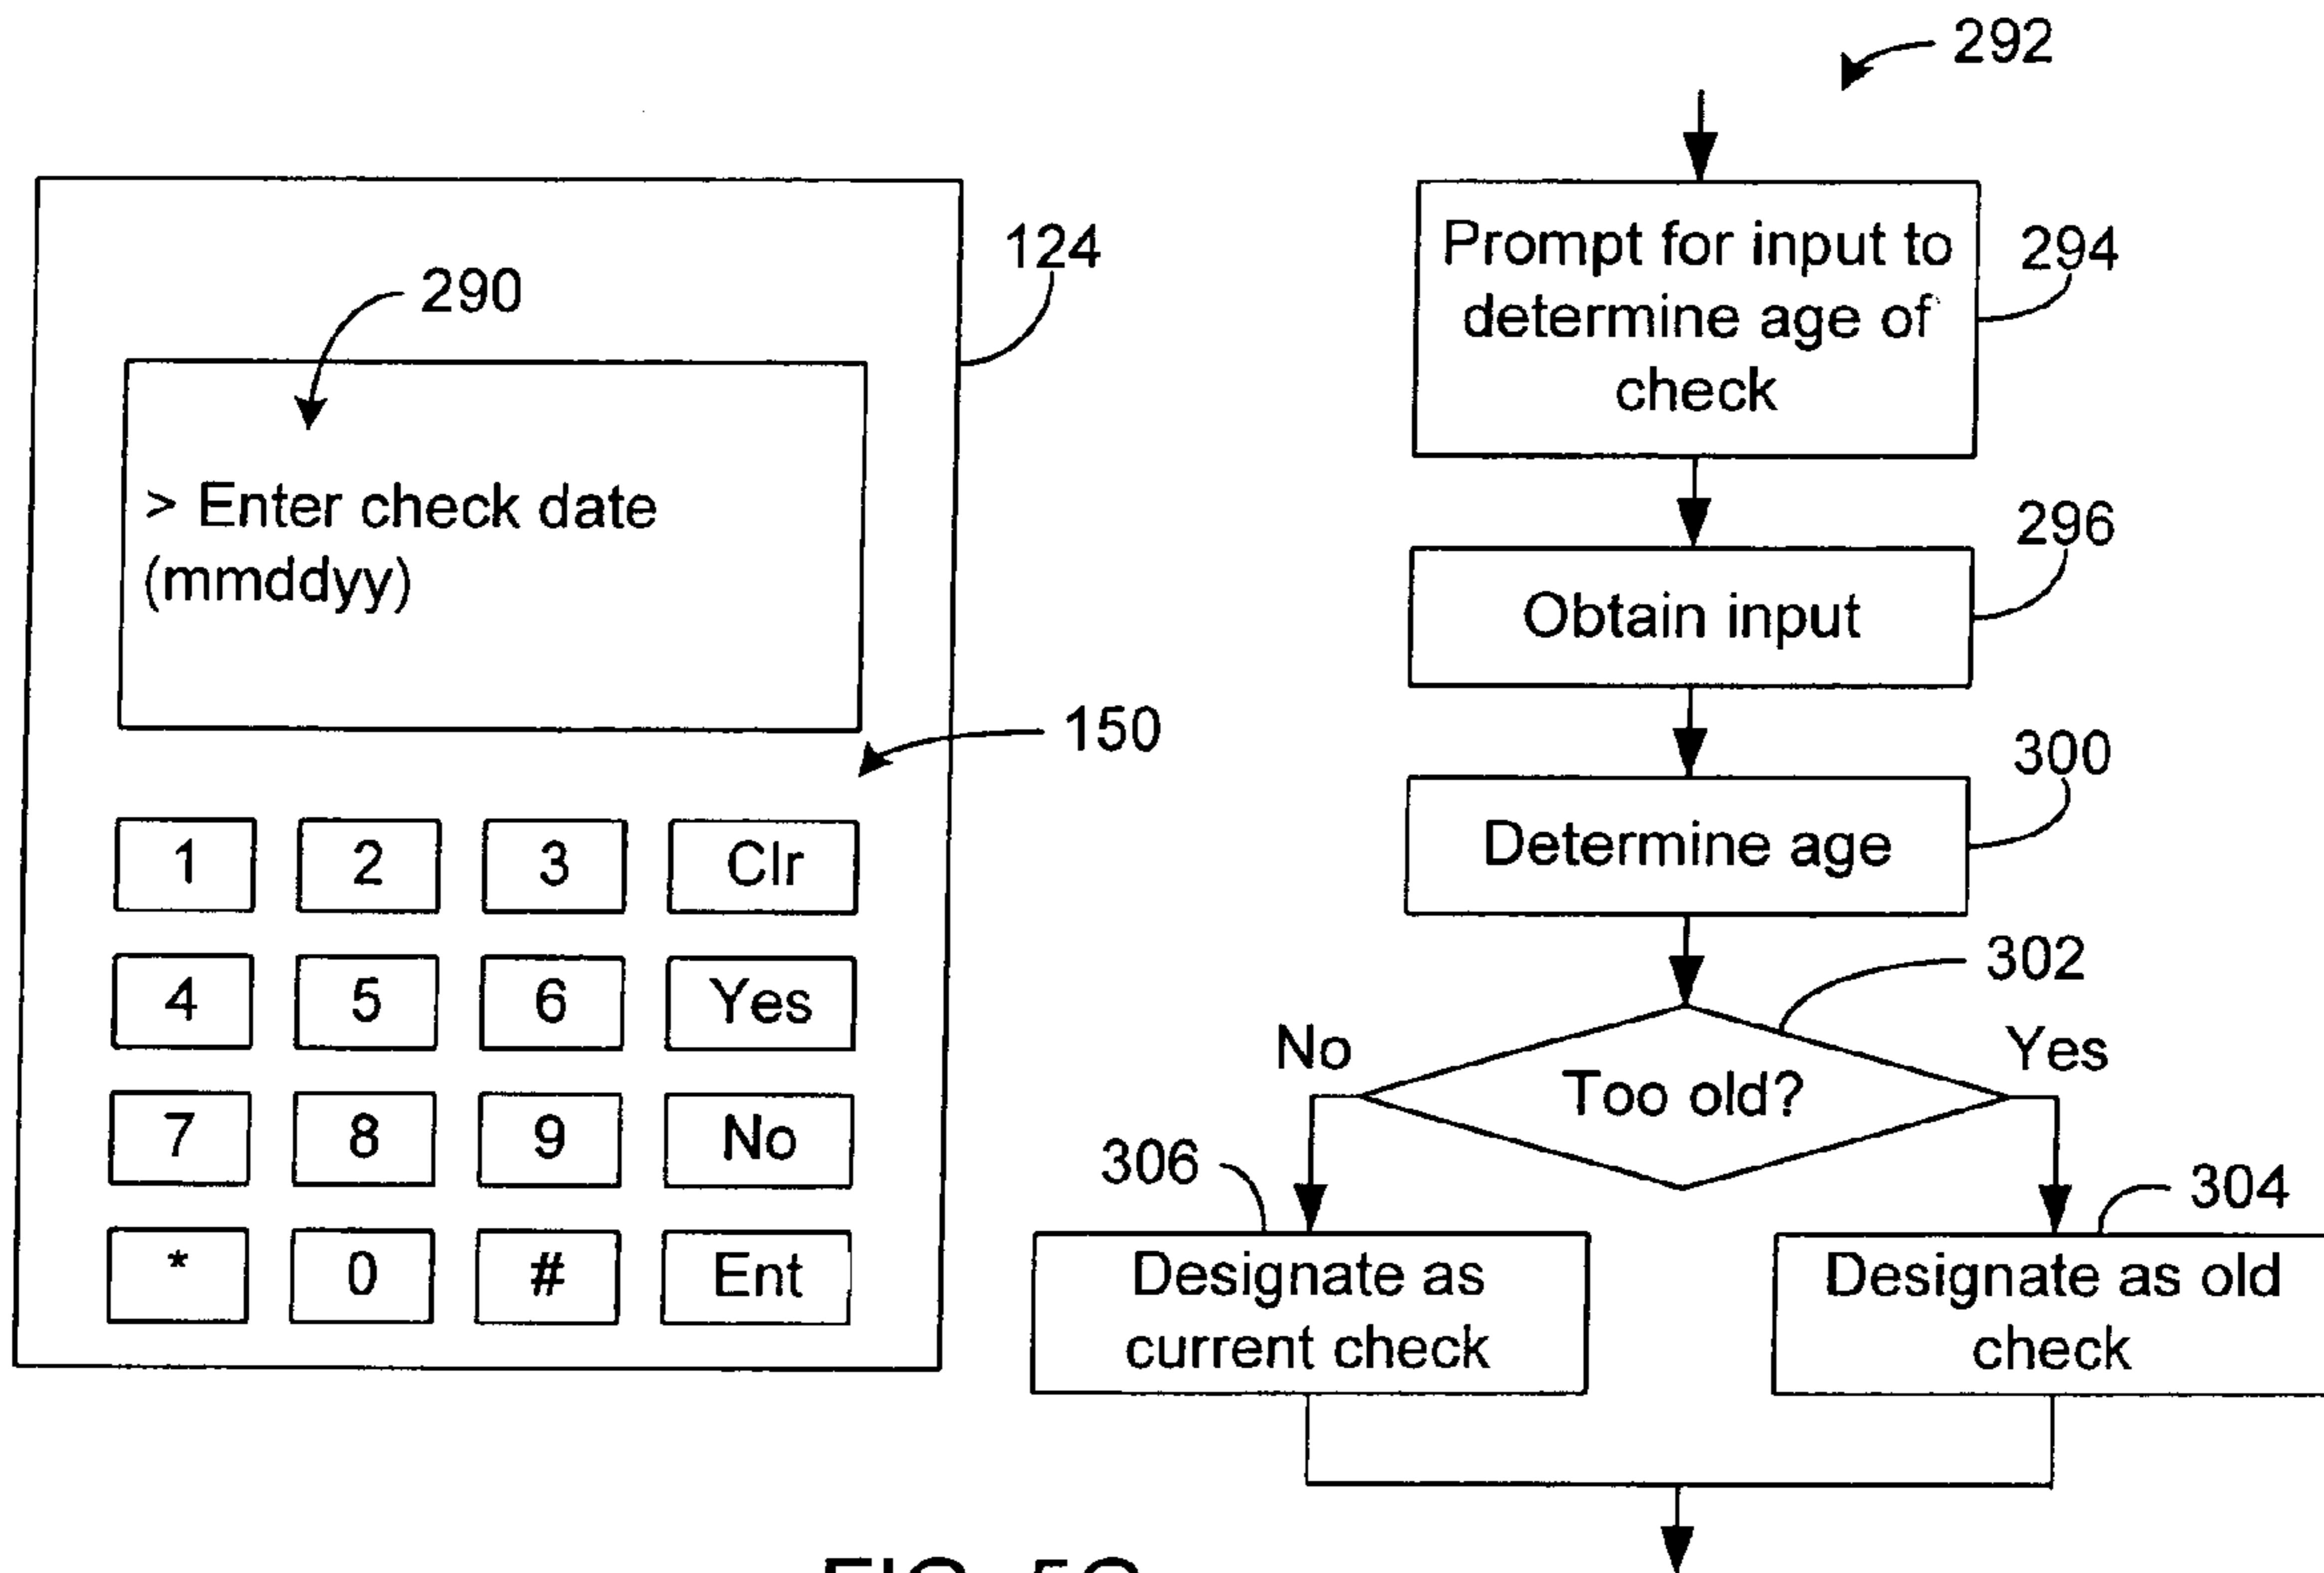 292
124
290
> Enter check date
(mmddyy)
150
1 2 3 Clr
4 5 6 Yes
7 8 9 No
* 0 # Ent
Prompt for input to
determine age of
check
294
Obtain input
296
Determine age
300
302
Too old?
No
Yes
306
304
Designate as
current check
Designate as old
check